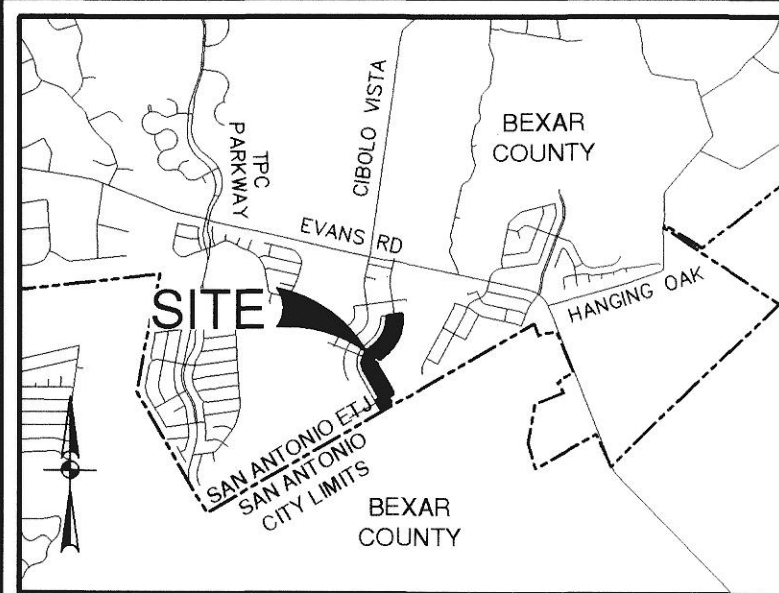 BEXAR
COUNTY
CIBOLO VISTA
TPC
PARKWAY
EVANS RD
SITE
HANGING OAK
SAN ANTONIO ETJ
SAN ANTONIO
CITY LIMITS
BEXAR
COUNTY